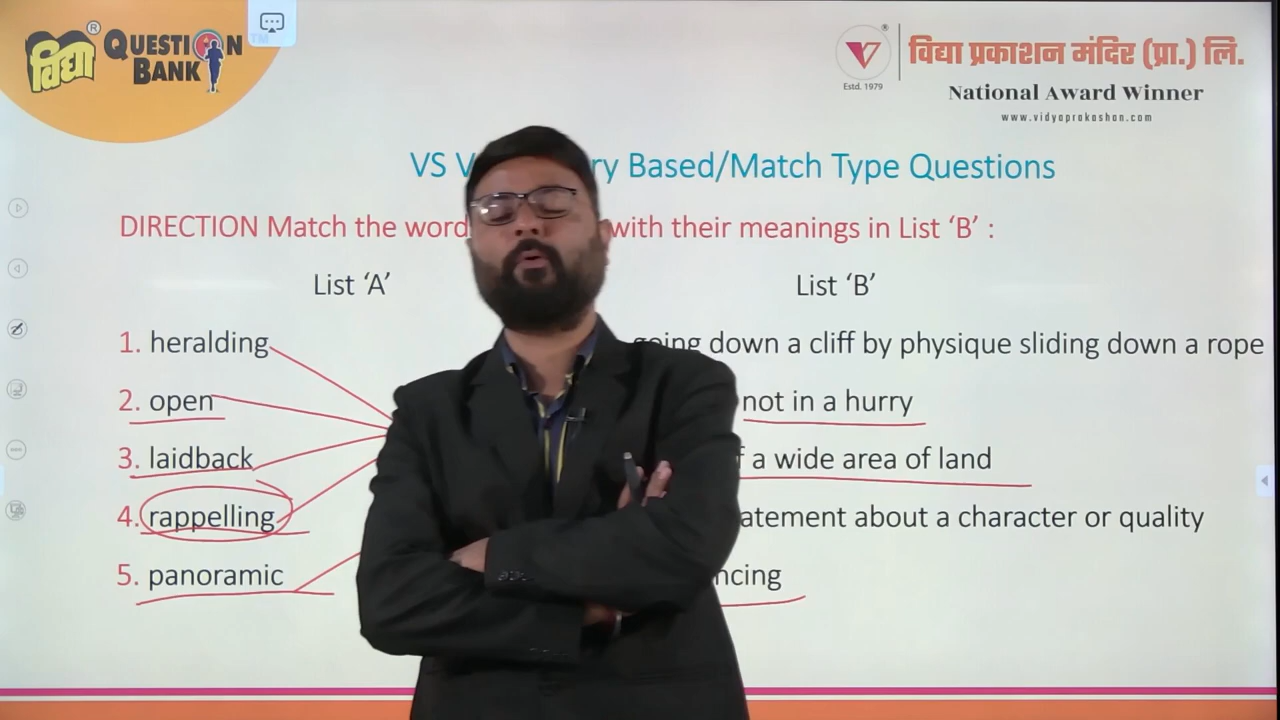 विद्या
QUESTION
BANK
TM
®
®
Estd. 1979
विद्या प्रकाशन मंदिर (प्रा.) लि.
National Award Winner
www.vidyaprakashan.com
VS Based/Match Type Questions
DIRECTION Match the word with their meanings in List ‘B’ :
List ‘A’ List ‘B’
1. heralding going down a cliff by physique sliding down a rope
2. open not in a hurry
3. laidback a wide area of land
4. rappelling about a character or quality
5. panoramic